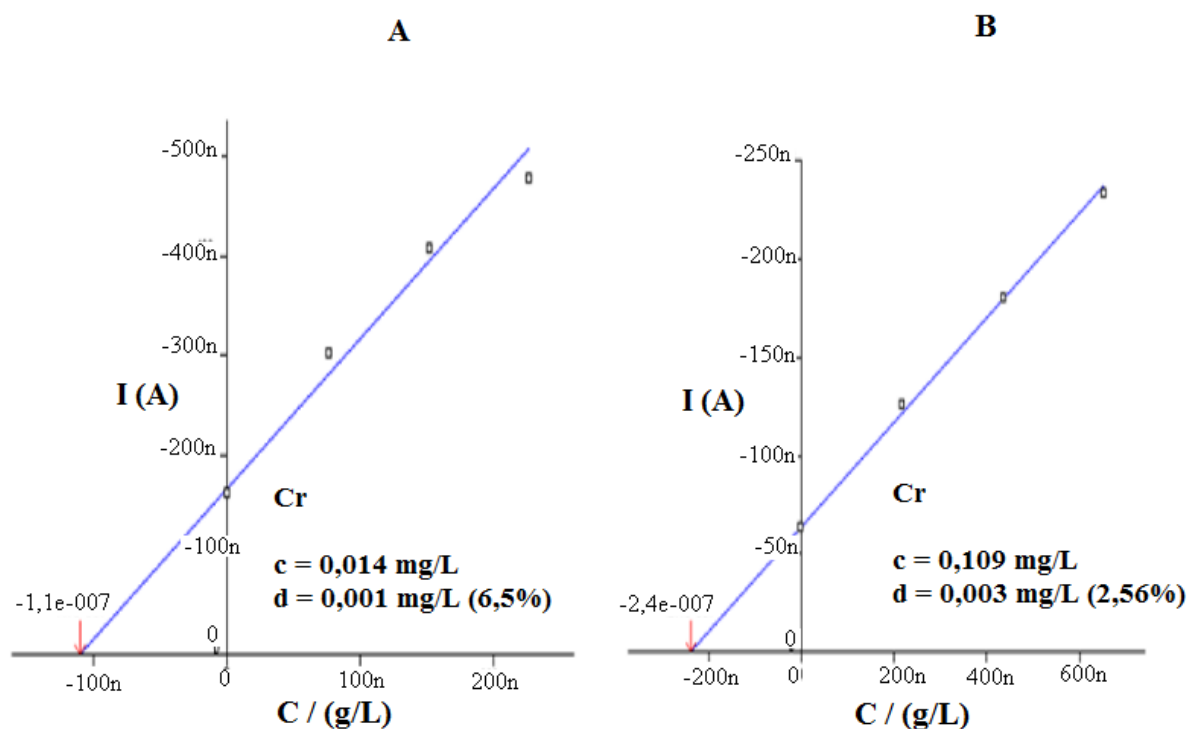 A
-500n
-400n
-300n
I (A)
-200n
Cr
-100n
c = 0,014 mg/L
d = 0,001 mg/L (6,5%)
-1,1e-007
0
-100n
0
100n
200n
C / (g/L)
B
-250n
-200n
-150n
I (A)
-100n
Cr
-50n
c = 0,109 mg/L
d = 0,003 mg/L (2,56%)
-2,4e-007
0
-200n
0
200n
400n
600n
C / (g/L)